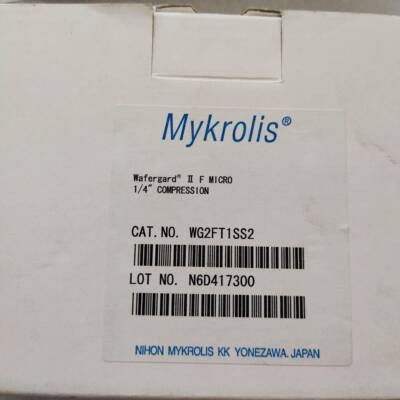 Mykrolis®
Wafergard® II F MICRO
1/4" COMPRESSION
CAT.NO. WG2FT1SS2
LOT NO. N6D417300
NIHON MYKROLIS KK YONEZAWA.JAPAN